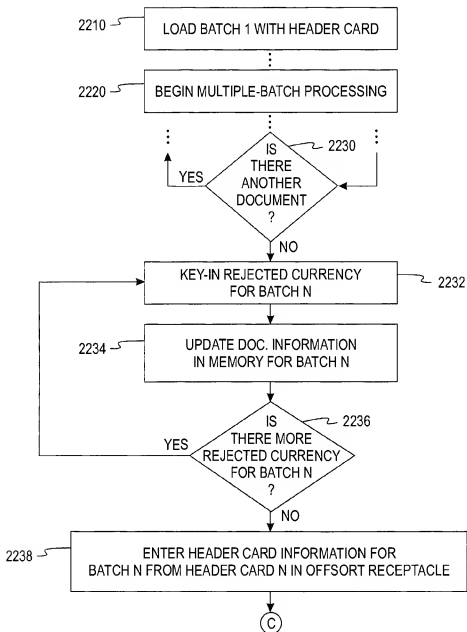 2210
LOAD BATCH 1 WITH HEADER CARD
2220
BEGIN MULTIPLE-BATCH PROCESSING
2230
IS
THERE
ANOTHER
DOCUMENT
?
YES
NO
KEY-IN REJECTED CURRENCY
FOR BATCH N
2232
2234
UPDATE DOC. INFORMATION
IN MEMORY FOR BATCH N
2236
IS
THERE MORE
REJECTED CURRENCY
FOR BATCH N
?
YES
NO
2238
ENTER HEADER CARD INFORMATION FOR
BATCH N FROM HEADER CARD N IN OFFSORT RECEPTACLE
C